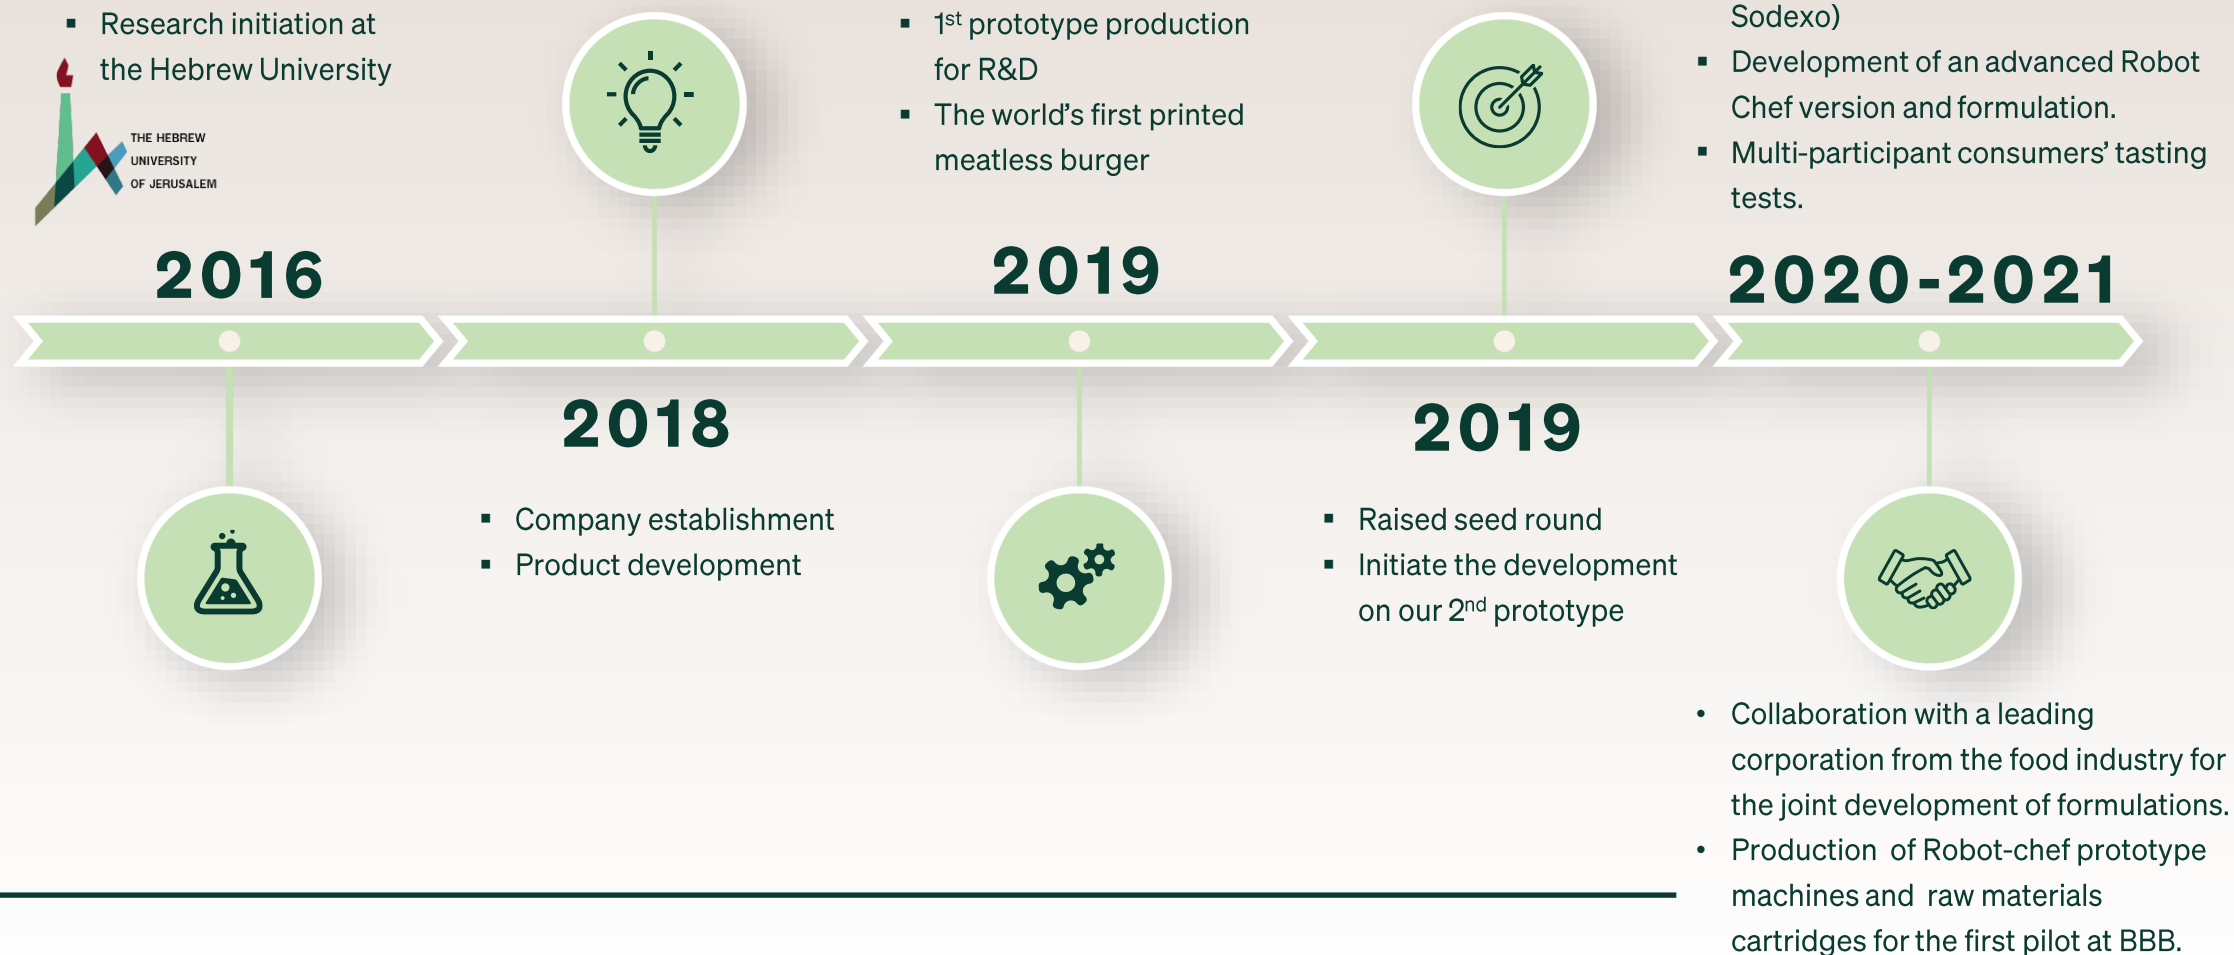 ▪ Research initiation at
the Hebrew University
THE HEBREW
UNIVERSITY
OF JERUSALEM
2016
2018
▪ Company establishment
▪ Product development
▪ 1st prototype production
for R&D
▪ The world's first printed
meatless burger
2019
2019
▪ Raised seed round
▪ Initiate the development
on our 2nd prototype
Sodexo)
▪ Development of an advanced Robot
Chef version and formulation.
▪ Multi-participant consumers' tasting
tests.
2020-2021
• Collaboration with a leading
corporation from the food industry for
the joint development of formulations.
• Production of Robot-chef prototype
machines and raw materials
cartridges for the first pilot at BBB.